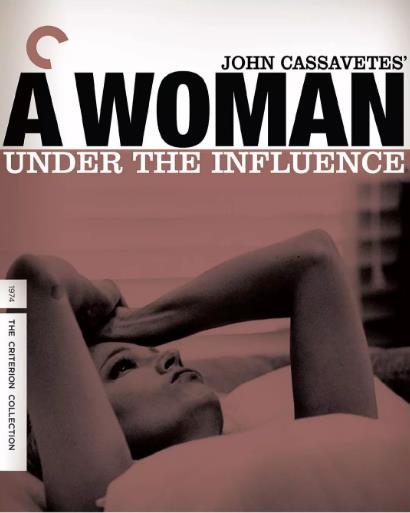 JOHN CASSAVETES'
A WOMAN
UNDER THE INFLUENCE
1974
THE CRITERION COLLECTION